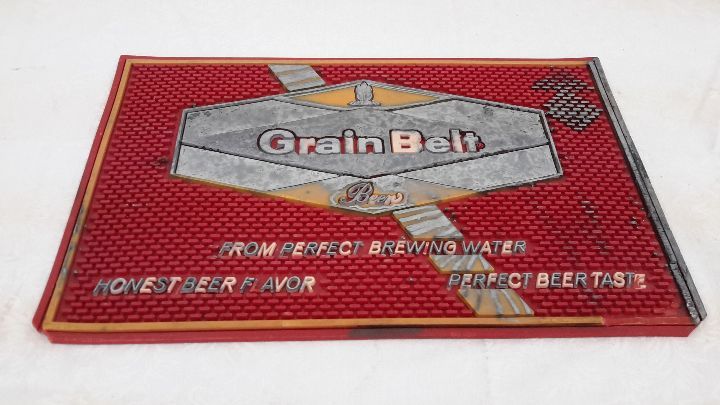 Grain Belt
Beer
FROM PERFECT BREWING WATER
HONEST BEER FLAVOR
PERFECT BEER TASTE